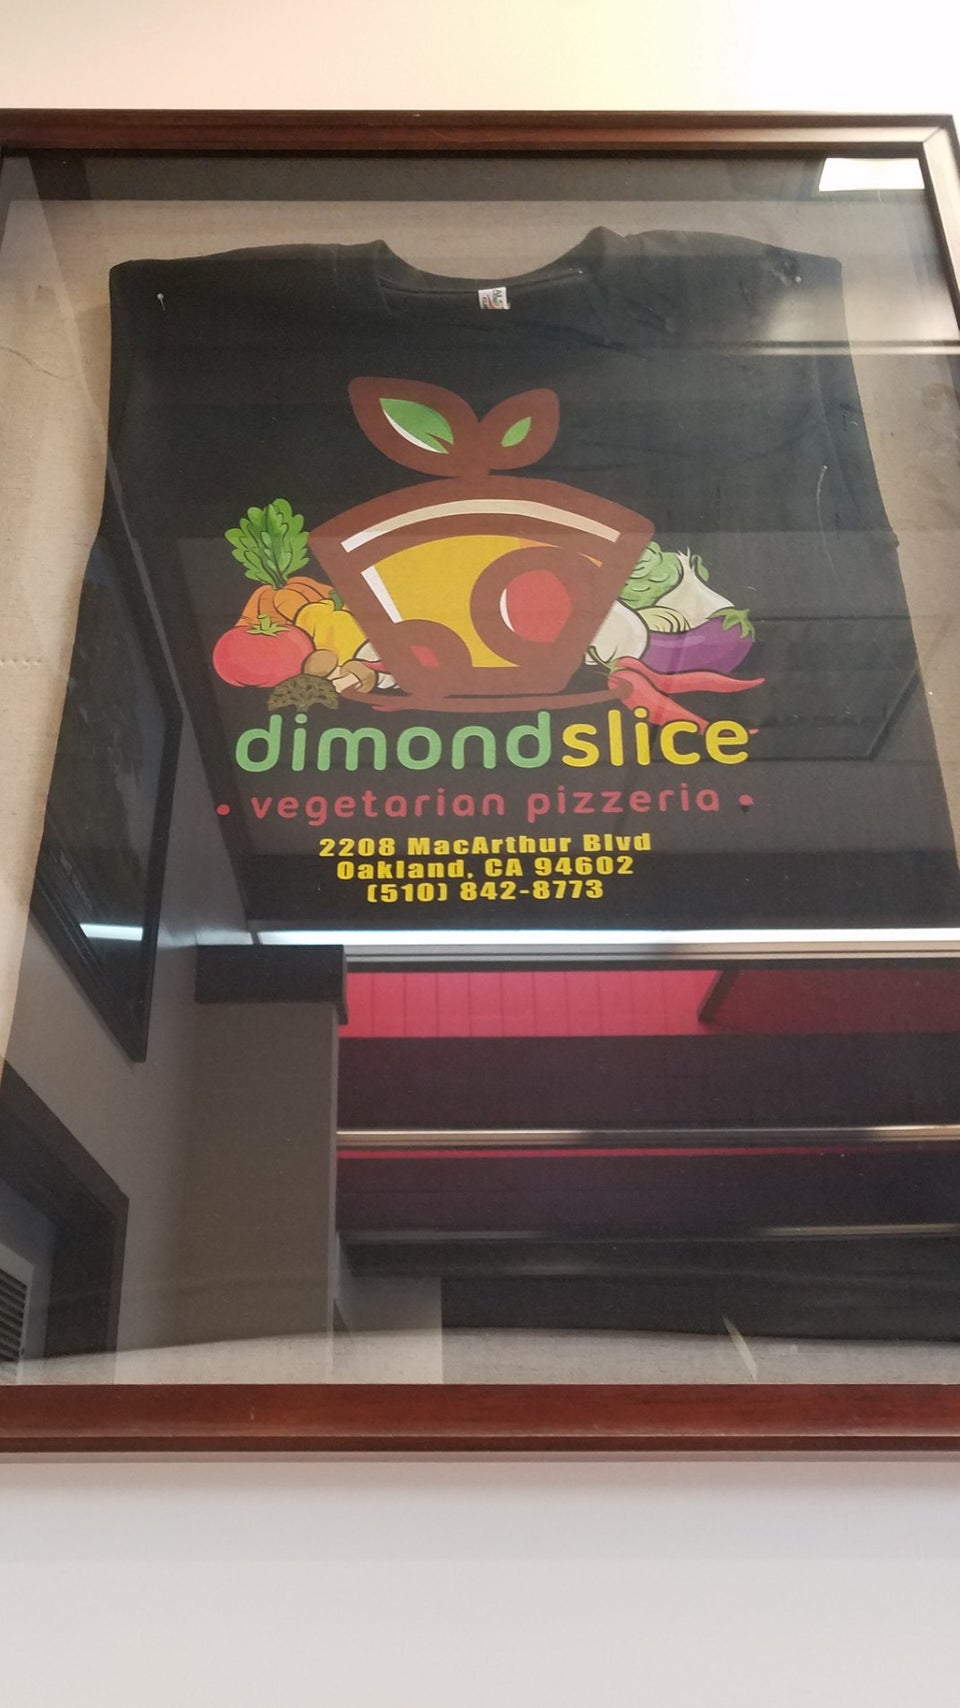 dimondslice
• vegetarian pizzeria •
2208 MacArthur Blvd
Oakland, CA 94602
(510) 842-8773